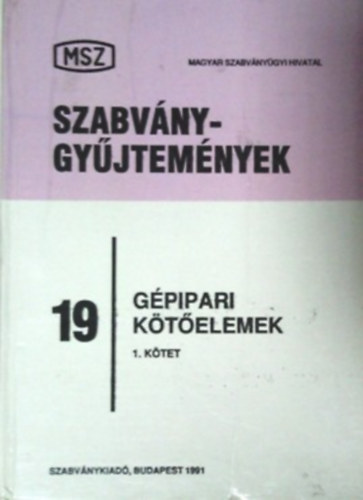 MSZ
MAGYAR SZABVÁNYÜGYI HIVATAL
SZABVÁNY-
GYŰJTEMÉNYEK
19
GÉPIPARI
KÖTŐELEMEK
1. KÖTET
SZABVÁNYKIADÓ, BUDAPEST 1991